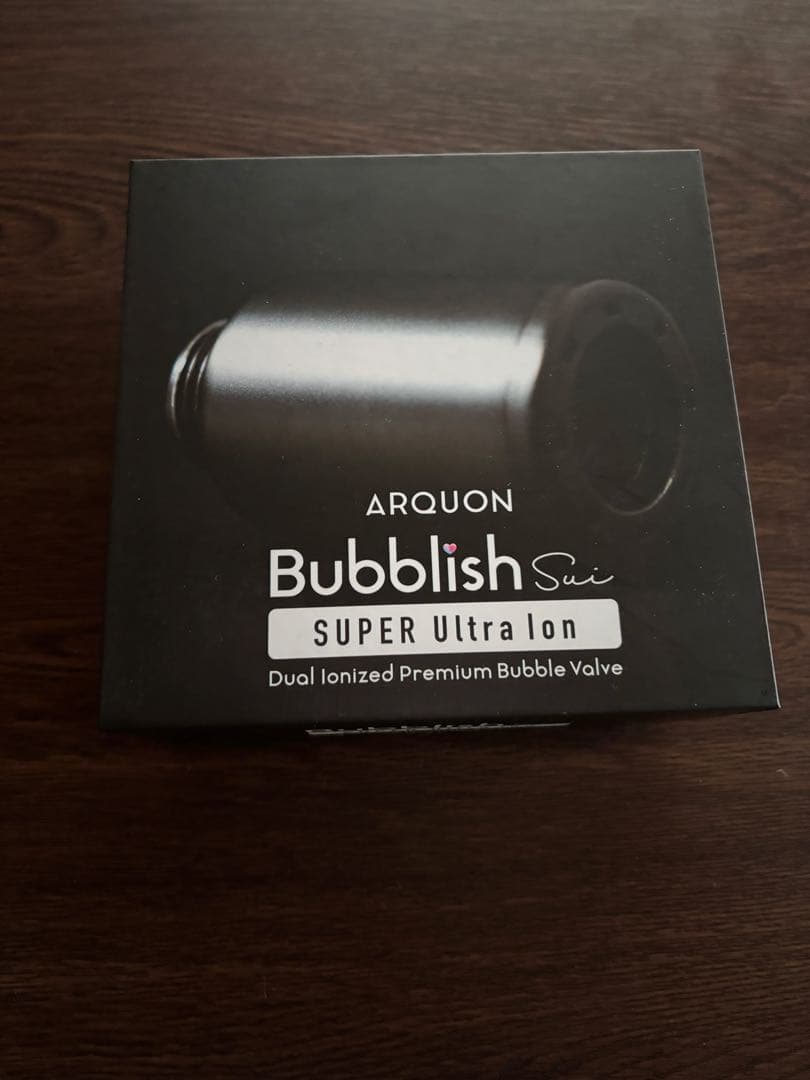 ARQUON
Bubblish Sui
SUPER Ultra Ion
Dual Ionized Premium Bubble Valve